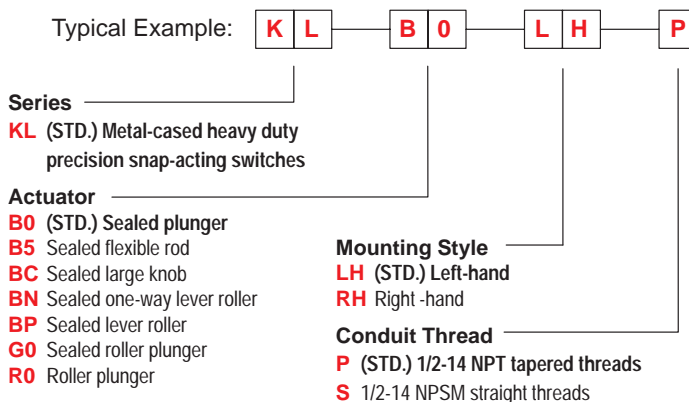 Typical Example: K L B 0 L H P
Series
KL (STD.) Metal-cased heavy duty
precision snap-acting switches
Actuator
B0 (STD.) Sealed plunger
B5 Sealed flexible rod
BC Sealed large knob
BN Sealed one-way lever roller
BP Sealed lever roller
G0 Sealed roller plunger
R0 Roller plunger
Mounting Style
LH (STD.) Left-hand
RH Right -hand
Conduit Thread
P (STD.) 1/2-14 NPT tapered threads
S 1/2-14 NPSM straight threads